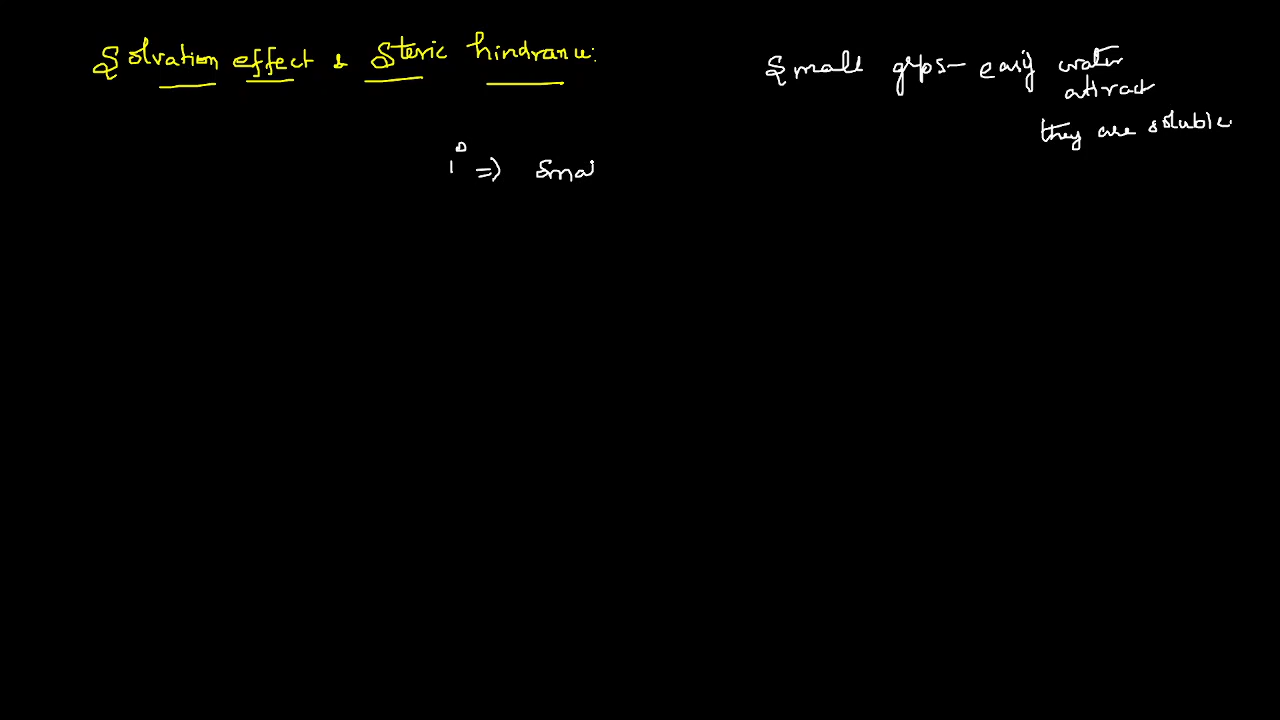 Solvation effect & Steric hindrance:
Small grps- easy water
attract
they are soluble
1° => Smal